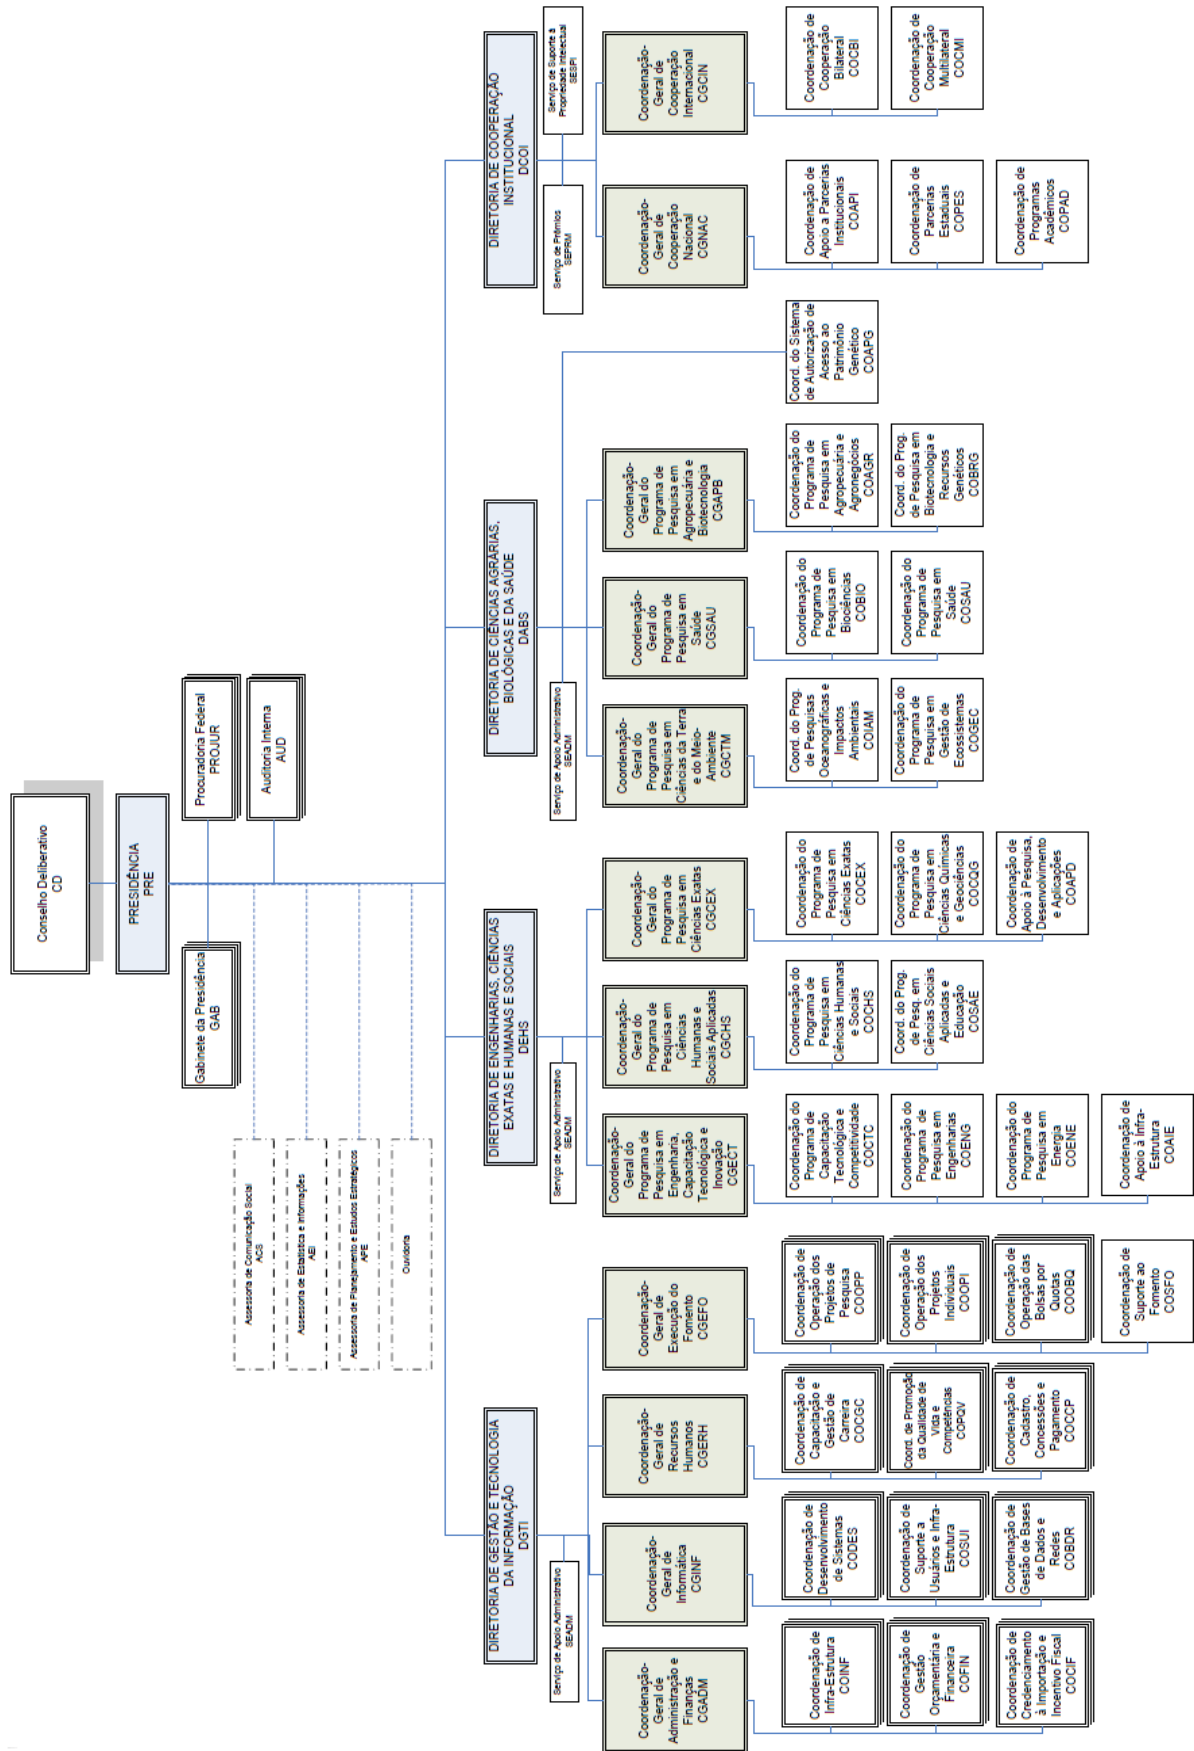 Conselho Deliberativo
CD
PRESIDÊNCIA
PRE
Gabinete da Presidência
GAB
Procuradoria Federal
PROJUR
Auditoria Interna
AUD
Assessoria de Comunicação Social
ACS
Assessoria de Estatística e Informações
AEI
Assessoria de Planejamento e Estudos Estratégicos
APE
Ouvidoria
DIRETORIA DE GESTÃO E TECNOLOGIA
DA INFORMAÇÃO
DGTI
Serviço de Apoio Administrativo
SEADM
Coordenação-
Geral de
Administração e
Finanças
CGADM
Coordenação de
Infra-Estrutura
COINF
Coordenação de
Gestão
Orçamentária e
Financeira
COFIN
Coordenação de
Credenciamento
à Importação e
Incentivo Fiscal
COCIF
Coordenação-
Geral de
Informática
CGINF
Coordenação de
Desenvolvimento
de Sistemas
CODES
Coordenação de
Suporte a
Usuários e Infra-
Estrutura
COSUI
Coordenação de
Gestão de Bases
de Dados e
Redes
COBDR
Coordenação-
Geral de
Recursos
Humanos
CGERH
Coordenação de
Capacitação e
Gestão de
Carreira
COCGC
Coord. de Promoção
da Qualidade de
Vida e
Competências
COPQV
Coordenação de
Cadastro,
Concessões e
Pagamento
COCCP
Coordenação-
Geral de
Execução do
Fomento
CGEFO
Coordenação de
Operação dos
Projetos de
Pesquisa
COOPP
Coordenação de
Operação dos
Projetos
Individuais
COOPI
Coordenação de
Operação das
Bolsas por
Quotas
COOBQ
Coordenação de
Suporte ao
Fomento
COSFO
DIRETORIA DE ENGENHARIAS, CIÊNCIAS
EXATAS E HUMANAS E SOCIAIS
DEHS
Serviço de Apoio Administrativo
SEADM
Coordenação-
Geral do
Programa de
Pesquisa em
Engenharia,
Capacitação
Tecnológica e
Inovação
CGECT
Coordenação do
Programa de
Capacitação
Tecnológica e
Competitividade
COCTC
Coordenação do
Programa de
Pesquisa em
Engenharias
COENG
Coordenação do
Programa de
Pesquisa em
Energia
COENE
Coordenação de
Apoio à Infra-
Estrutura
COAIE
Coordenação-
Geral do
Programa de
Pesquisa em
Ciências
Humanas e
Sociais Aplicadas
CGCHS
Coordenação do
Programa de
Pesquisa em
Ciências Humanas
e Sociais
COCHS
Coord. do Prog.
de Pesq. em
Ciências Sociais
Aplicadas e
Educação
COSAE
Coordenação-
Geral do
Programa de
Pesquisa em
Ciências Exatas
CGCEX
Coordenação do
Programa de
Pesquisa em
Ciências Exatas
COCEX
Coordenação do
Programa de
Pesquisa em
Ciências Químicas
e Geociências
COCQG
Coordenação de
Apoio à Pesquisa,
Desenvolvimento
e Aplicações
COAPD
DIRETORIA DE CIÊNCIAS AGRÁRIAS,
BIOLÓGICAS E DA SAÚDE
DABS
Serviço de Apoio Administrativo
SEADM
Coordenação-
Geral do
Programa de
Pesquisa em
Ciências da Terra
e do Meio-
Ambiente
CGCTM
Coord. do Prog.
de Pesquisas
Oceanográficas e
Impactos
Ambientais
COIAM
Coordenação do
Programa de
Pesquisa em
Gestão de
Ecossistemas
COGEC
Coordenação-
Geral do
Programa de
Pesquisa em
Saúde
CGSAU
Coordenação do
Programa de
Pesquisa em
Biociências
COBIO
Coordenação do
Programa de
Pesquisa em
Saúde
COSAU
Coordenação-
Geral do
Programa de
Pesquisa em
Agropecuária e
Biotecnologia
CGAPB
Coordenação do
Programa de
Pesquisa em
Agropecuária e
Agronegócios
COAGR
Coord. do Prog.
de Pesquisa em
Biotecnologia e
Recursos
Genéticos
COBRG
Coord. do Sistema
de Autorização de
Acesso ao
Patrimônio
Genético
COAPG
DIRETORIA DE COOPERAÇÃO
INSTITUCIONAL
DCOI
Serviço de Prêmios
SEPRM
Serviço de Suporte à
Propriedade Intelectual
SESPI
Coordenação-
Geral de
Cooperação
Nacional
CGNAC
Coordenação de
Apoio a Parcerias
Institucionais
COAPI
Coordenação de
Parcerias
Estaduais
COPES
Coordenação de
Programas
Acadêmicos
COPAD
Coordenação-
Geral de
Cooperação
Internacional
CGCIN
Coordenação de
Cooperação
Bilateral
COCBI
Coordenação de
Cooperação
Multilateral
COCMI